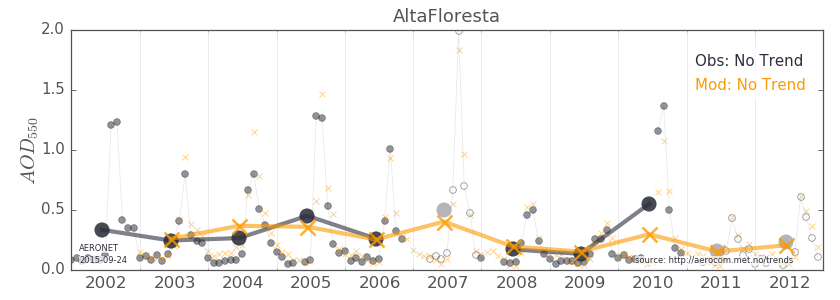 AltaFloresta
2.0
1.5
1.0
0.5
0.0
AOD550
Obs: No Trend
Mod: No Trend
AERONET
2015-09-24
source: http://aerocom.met.no/trends
2002 2003 2004 2005 2006 2007 2008 2009 2010 2011 2012